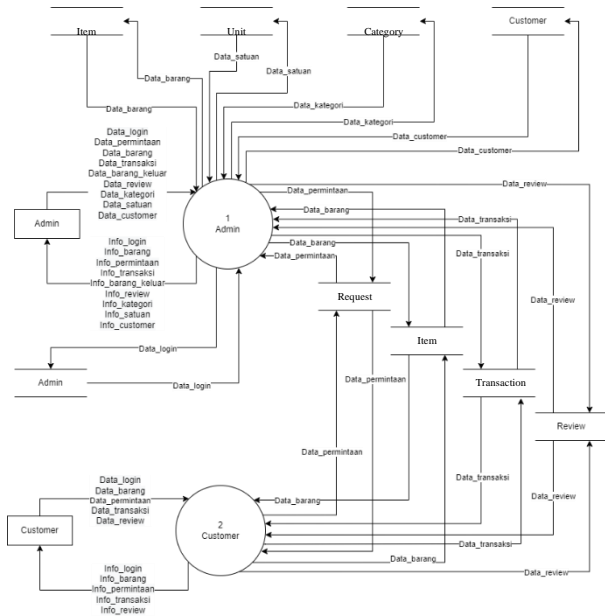 Item
Unit
Category
Customer
Data_satuan
Data_barang
Data_satuan
Data_barang
Data_kategori
Data_kategori
Data_customer
Data_customer
Data_login
Data_permintaan
Data_barang
Data_transaksi
Data_barang_keluar
Data_review
Data_kategori
Data_satuan
Data_customer
Admin
1
Admin
Data_permintaan
Data_review
Data_barang
Data_transaksi
Data_barang
Data_permintaan
Data_transaksi
Data_review
Info_login
Info_barang
Info_permintaan
Info_transaksi
Info_barang_keluar
Info_review
Info_kategori
Info_satuan
Info_customer
Request
Item
Data_login
Admin
Data_login
Data_permintaan
Transaction
Review
Data_permintaan
Data_transaksi
Data_review
Data_login
Data_barang
Data_permintaan
Data_transaksi
Data_review
Customer
2
Customer
Data_barang
Data_transaksi
Data_barang
Data_review
Info_login
Info_barang
Info_permintaan
Info_transaksi
Info_review